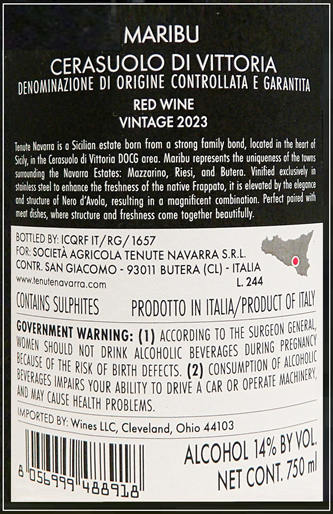 MARIBU
CERASUOLO DI VITTORIA
DENOMINAZIONE DI ORIGINE CONTROLLATA E GARANTITA
RED WINE
VINTAGE 2023
Tenute Navarra is a Sicilian estate born from a strong family bond, located in the heart of
Sicily, in the Cerasuolo di Vittoria DOCG area. Maribu represents the uniqueness of the towns
surrounding the Navarra Estates: Mazzarino, Riesi, and Butera. Vinified exclusively in
stainless steel to enhance the freshness of the native Frappato, it is elevated by the elegance
and structure of Nero d'Avola, resulting in a magnificent combination. Perfect paired with
meat dishes, where structure and freshness come together beautifully.
BOTTLED BY: ICQRF IT/RG/1657
FOR: SOCIETÀ AGRICOLA TENUTE NAVARRA S.R.L.
CONTR. SAN GIACOMO - 93011 BUTERA (CL) - ITALIA
www.tenutenavarra.com
L. 244
CONTAINS SULPHITES PRODOTTO IN ITALIA/PRODUCT OF ITALY
GOVERNMENT WARNING: (1) ACCORDING TO THE SURGEON GENERAL,
WOMEN SHOULD NOT DRINK ALCOHOLIC BEVERAGES DURING PREGNANCY
BECAUSE OF THE RISK OF BIRTH DEFECTS. (2) CONSUMPTION OF ALCOHOLIC
BEVERAGES IMPAIRS YOUR ABILITY TO DRIVE A CAR OR OPERATE MACHINERY,
AND MAY CAUSE HEALTH PROBLEMS.
IMPORTED BY: Wines LLC, Cleveland, Ohio 44103
8 056999 488918
ALCOHOL 14% BY VOL.
NET CONT. 750 ml